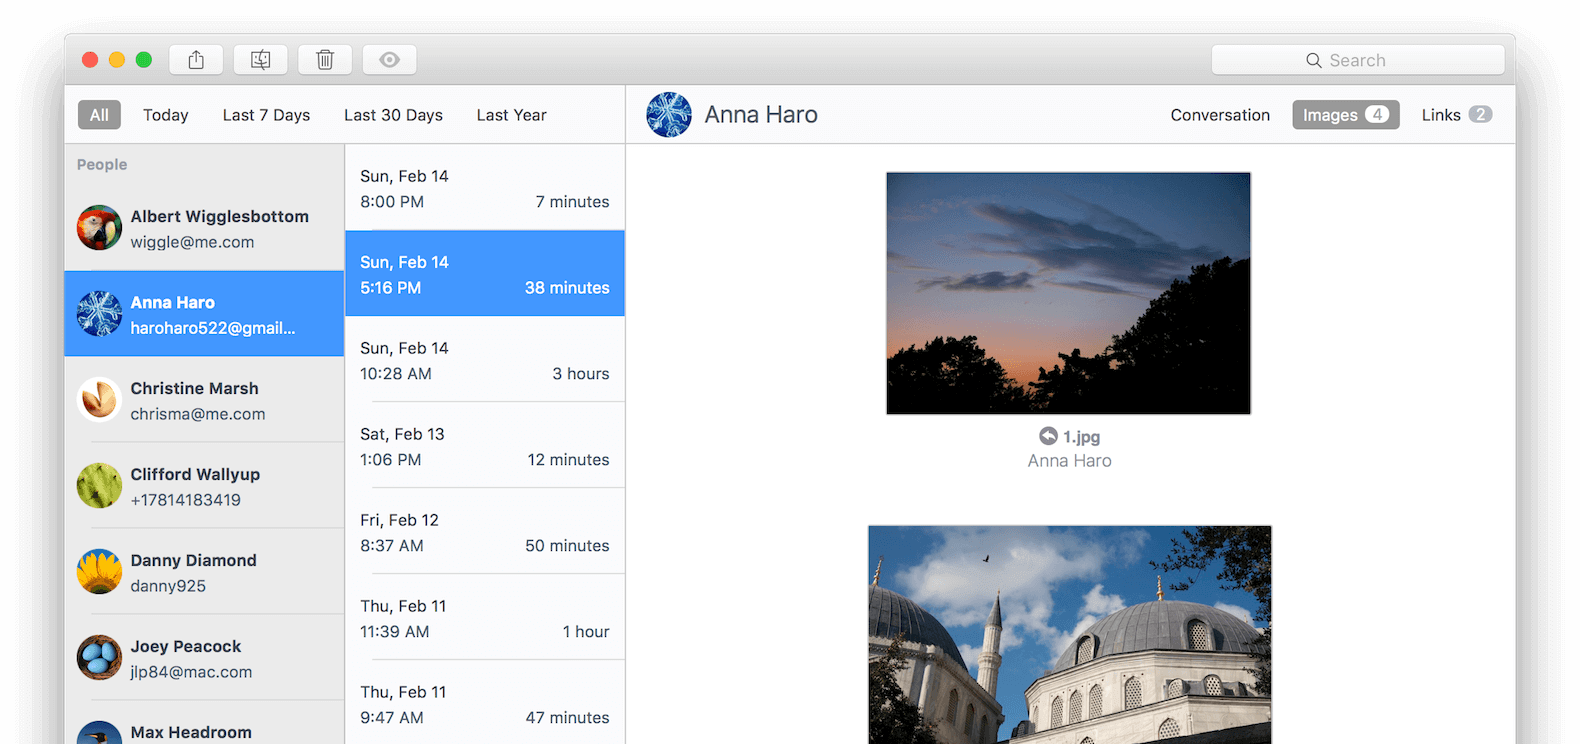 Search
All Today Last 7 Days Last 30 Days Last Year
Anna Haro
Conversation Images 4 Links 2
People
Albert Wigglesbottom
wiggle@me.com
Anna Haro
haroharo522@gmail...
Christine Marsh
chrisma@me.com
Clifford Wallyup
+17814183419
Danny Diamond
danny925
Joey Peacock
jlp84@mac.com
Max Headroom
Sun, Feb 14
8:00 PM 7 minutes
Sun, Feb 14
5:16 PM 38 minutes
Sun, Feb 14
10:28 AM 3 hours
Sat, Feb 13
1:06 PM 12 minutes
Fri, Feb 12
8:37 AM 50 minutes
Thu, Feb 11
11:39 AM 1 hour
Thu, Feb 11
9:47 AM 47 minutes
1.jpg
Anna Haro